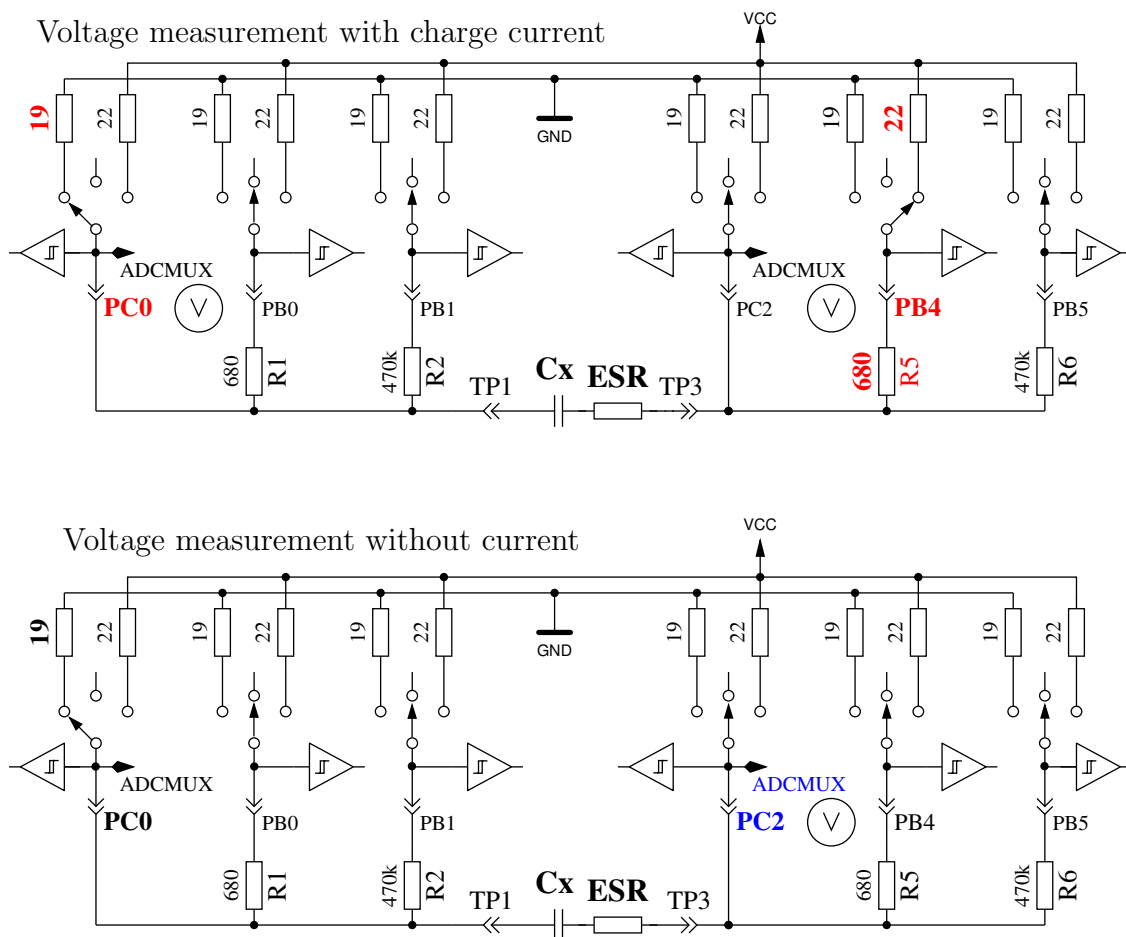 Voltage measurement with charge current
VCC
19 22 19 22 19 22 19 22 19 22 19 22
GND
ADCMUX ADCMUX
PC0 V PB0 PB1 PC2 V PB4 PB5
680 R1 470k R2 680 R5 470k R6
TP1 Cx ESR TP3
Voltage measurement without current
VCC
19 22 19 22 19 22 19 22 19 22 19 22
GND
ADCMUX ADCMUX
PC0 PB0 PB1 PC2 V PB4 PB5
680 R1 470k R2 680 R5 470k R6
TP1 Cx ESR TP3